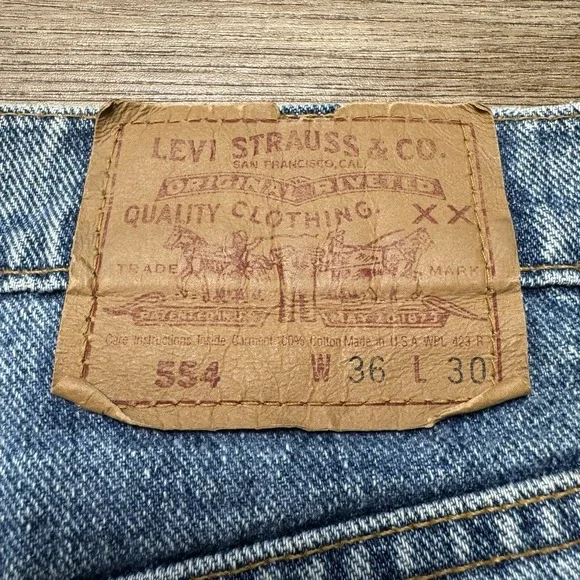 LEVI STRAUSS & CO.
SAN FRANCISCO, CAL.
ORIGINAL RIVETED
QUALITY CLOTHING. XX
TRADE MARK
PATENTED IN U.S. MAY 20 1873
Care Instructions Inside Garment 100% Cotton Made in U.S.A. WPL 423 R
554 W 36 L 30